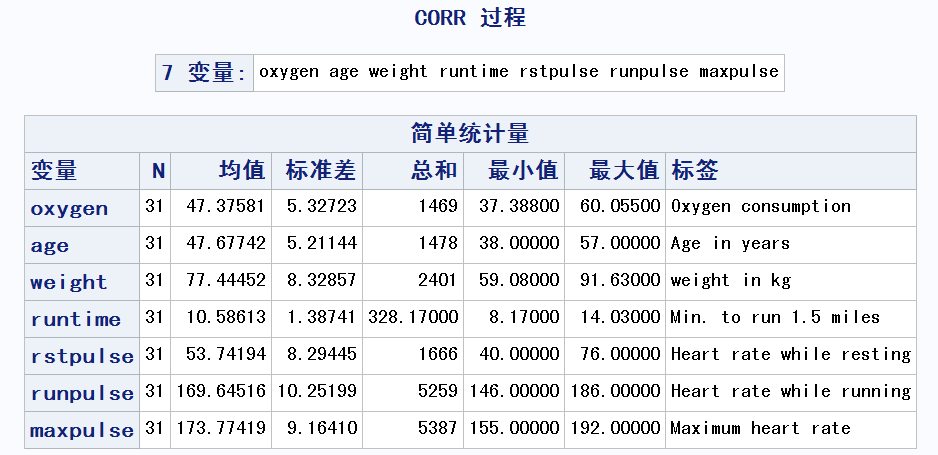 CORR 过程
7 变量: oxygen age weight runtime rstpulse runpulse maxpulse
简单统计量
变量 N 均值 标准差 总和 最小值 最大值 标签
oxygen 31 47.37581 5.32723 1469 37.38800 60.05500 Oxygen consumption
age 31 47.67742 5.21144 1478 38.00000 57.00000 Age in years
weight 31 77.44452 8.32857 2401 59.08000 91.63000 weight in kg
runtime 31 10.58613 1.38741 328.17000 8.17000 14.03000 Min. to run 1.5 miles
rstpulse 31 53.74194 8.29445 1666 40.00000 76.00000 Heart rate while resting
runpulse 31 169.64516 10.25199 5259 146.00000 186.00000 Heart rate while running
maxpulse 31 173.77419 9.16410 5387 155.00000 192.00000 Maximum heart rate